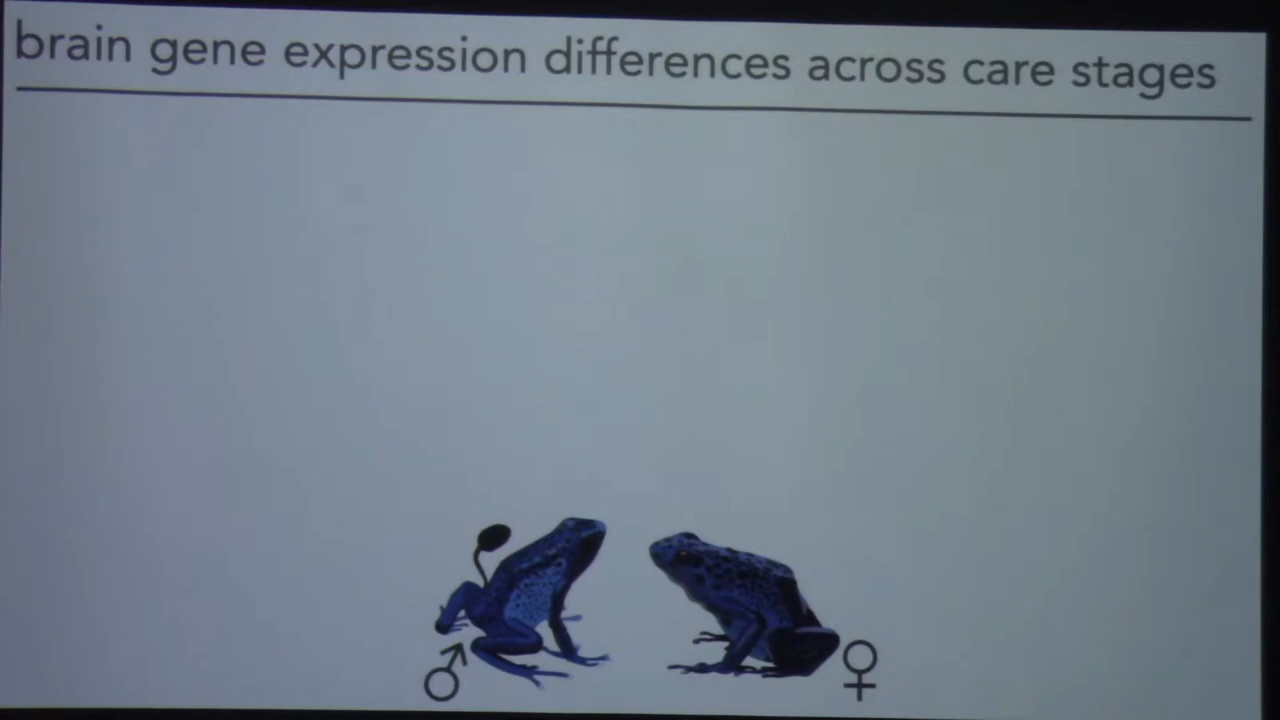 brain gene expression differences across care stages
♂
♀